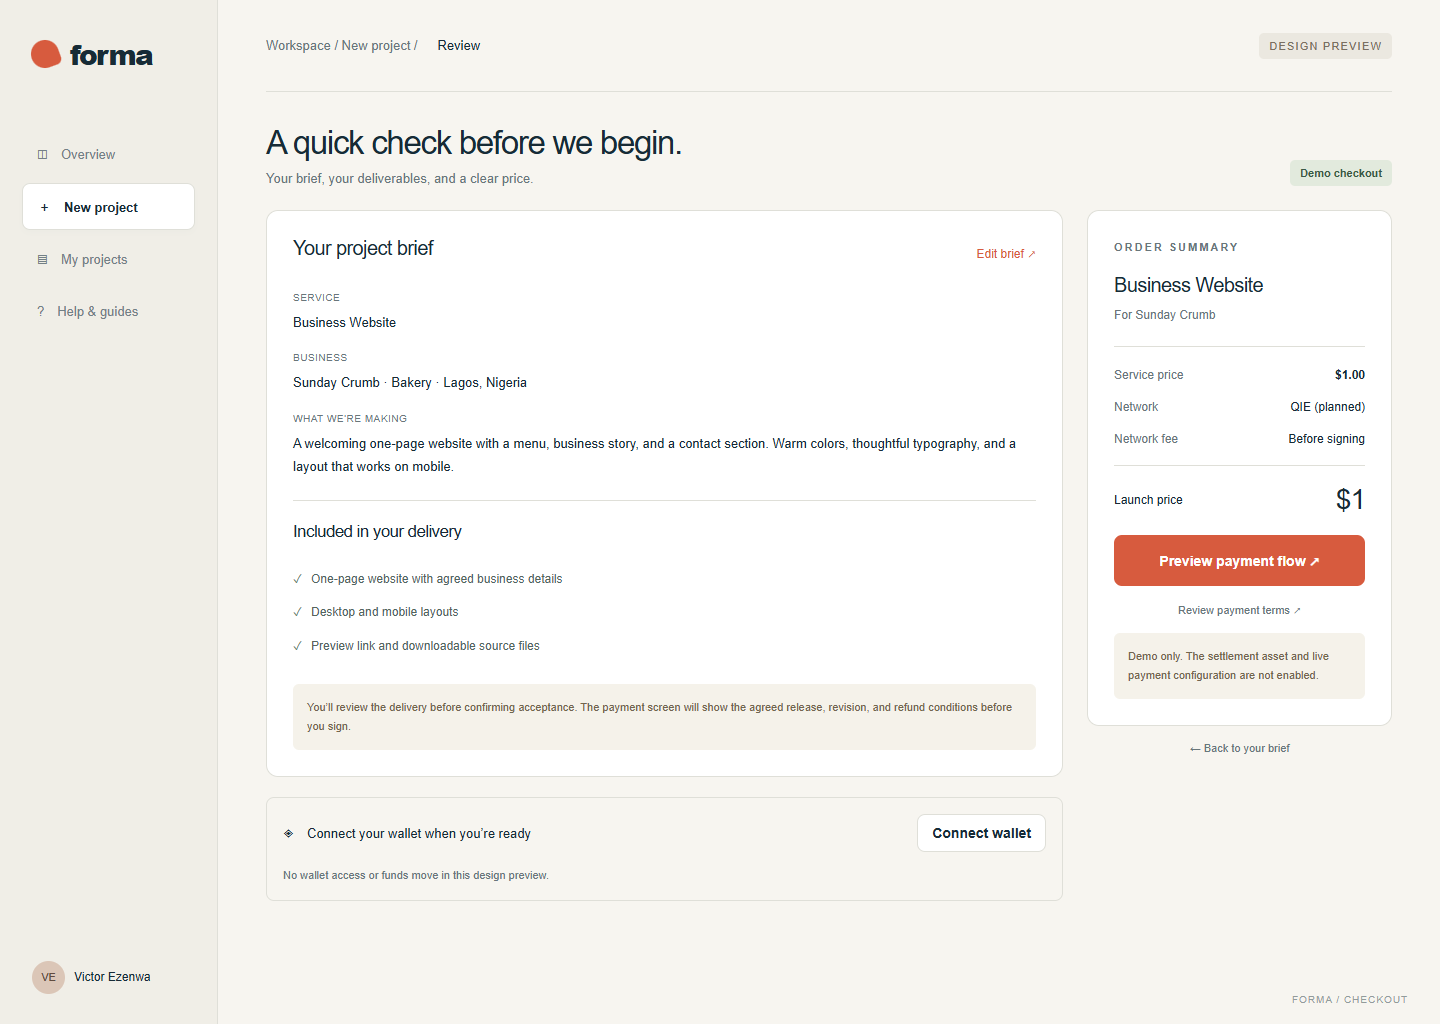 forma
Overview
+ New project
My projects
? Help & guides
VE Victor Ezenwa
Workspace / New project / Review
DESIGN PREVIEW
A quick check before we begin.
Your brief, your deliverables, and a clear price.
Demo checkout
Your project brief
Edit brief ↗
SERVICE
Business Website
BUSINESS
Sunday Crumb · Bakery · Lagos, Nigeria
WHAT WE'RE MAKING
A welcoming one-page website with a menu, business story, and a contact section. Warm colors, thoughtful typography, and a
layout that works on mobile.
Included in your delivery
✓ One-page website with agreed business details
✓ Desktop and mobile layouts
✓ Preview link and downloadable source files
You’ll review the delivery before confirming acceptance. The payment screen will show the agreed release, revision, and refund conditions before
you sign.
◈ Connect your wallet when you’re ready
Connect wallet
No wallet access or funds move in this design preview.
ORDER SUMMARY
Business Website
For Sunday Crumb
Service price $1.00
Network QIE (planned)
Network fee Before signing
Launch price $1
Preview payment flow ↗
Review payment terms ↗
Demo only. The settlement asset and live
payment configuration are not enabled.
← Back to your brief
FORMA / CHECKOUT